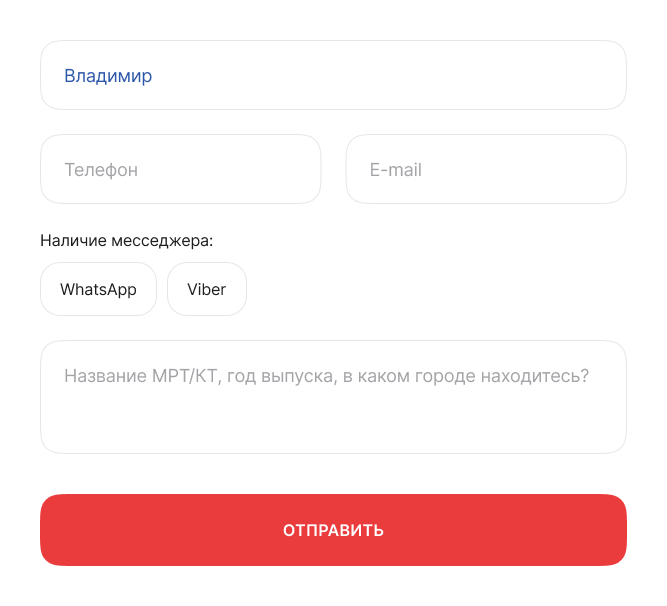 Владимир
Телефон E-mail
Наличие месседжера:
WhatsApp Viber
Название МРТ/КТ, год выпуска, в каком городе находитесь?
ОТПРАВИТЬ